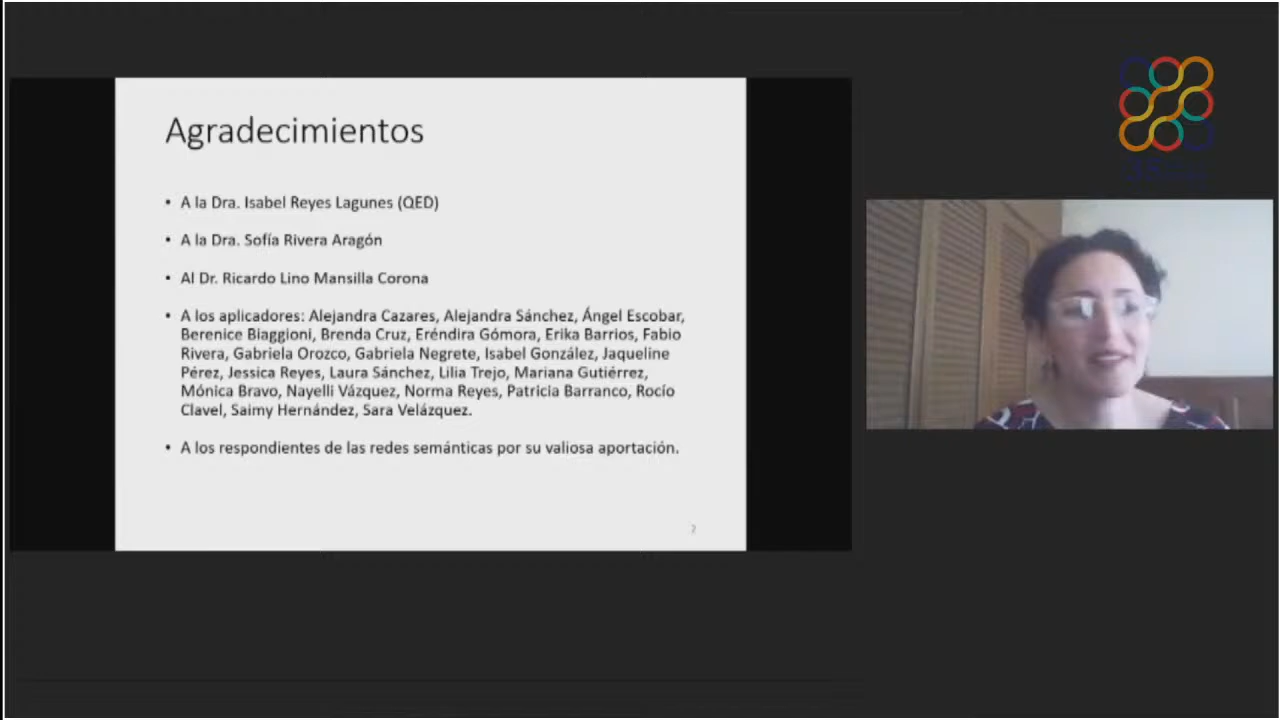 Agradecimientos
• A la Dra. Isabel Reyes Lagunes (QED)
• A la Dra. Sofía Rivera Aragón
• Al Dr. Ricardo Lino Mansilla Corona
• A los aplicadores: Alejandra Cazares, Alejandra Sánchez, Ángel Escobar,
Berenice Biaggioni, Brenda Cruz, Eréndira Gómora, Erika Barrios, Fabio
Rivera, Gabriela Orozco, Gabriela Negrete, Isabel González, Jaqueline
Pérez, Jessica Reyes, Laura Sánchez, Lilia Trejo, Mariana Gutiérrez,
Mónica Bravo, Nayelli Vázquez, Norma Reyes, Patricia Barranco, Rocío
Clavel, Saimy Hernández, Sara Velázquez.
• A los respondientes de las redes semánticas por su valiosa aportación.
2